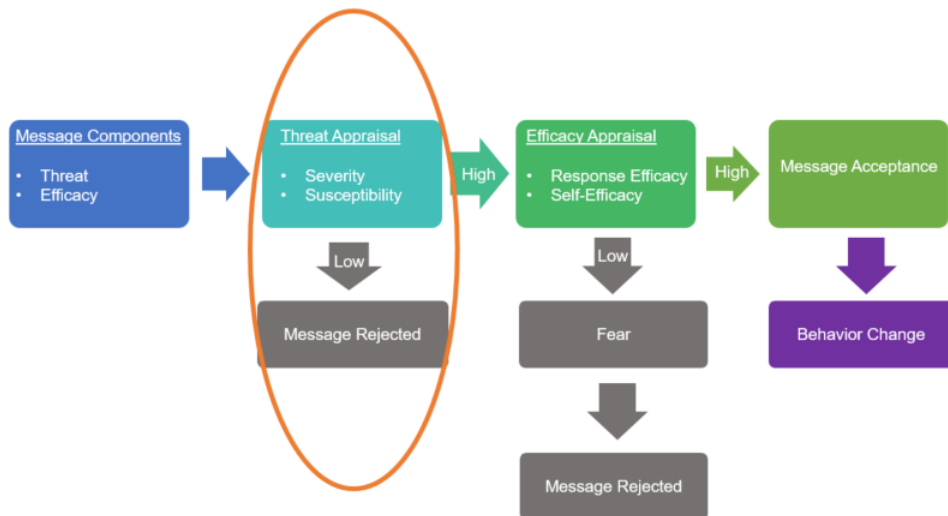 Message Components
• Threat
• Efficacy
Threat Appraisal
• Severity
• Susceptibility
High
Efficacy Appraisal
• Response Efficacy
• Self-Efficacy
High
Message Acceptance
Low
Low
Message Rejected
Fear
Behavior Change
Message Rejected